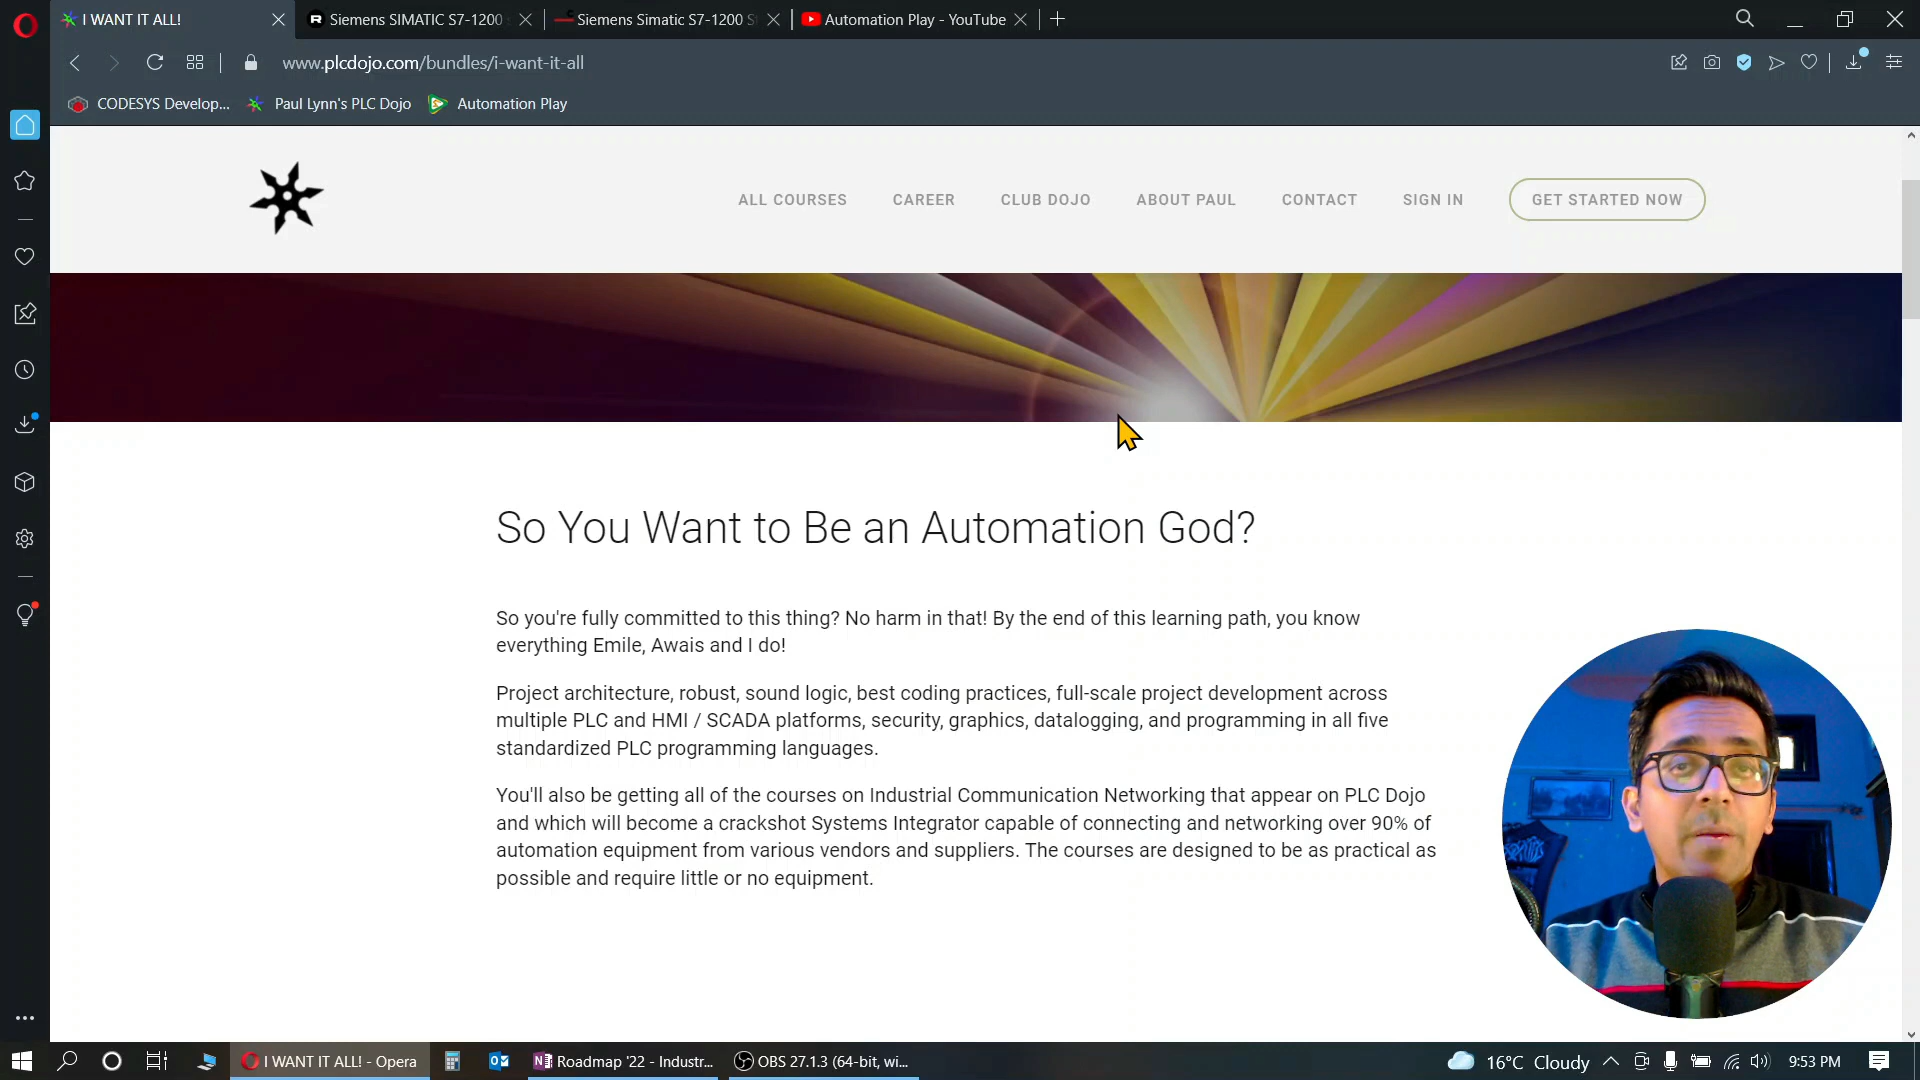 I WANT IT ALL!
Siemens SIMATIC S7-1200
Siemens Simatic S7-1200 S
Automation Play - YouTube
www.plcdojo.com/bundles/i-want-it-all
CODESYS Develop...
Paul Lynn's PLC Dojo
Automation Play
ALL COURSES
CAREER
CLUB DOJO
ABOUT PAUL
CONTACT
SIGN IN
GET STARTED NOW
So You Want to Be an Automation God?
So you're fully committed to this thing? No harm in that! By the end of this learning path, you know
everything Emile, Awais and I do!
Project architecture, robust, sound logic, best coding practices, full-scale project development across
multiple PLC and HMI / SCADA platforms, security, graphics, datalogging, and programming in all five
standardized PLC programming languages.
You'll also be getting all of the courses on Industrial Communication Networking that appear on PLC Dojo
and which will become a crackshot Systems Integrator capable of connecting and networking over 90% of
automation equipment from various vendors and suppliers. The courses are designed to be as practical as
possible and require little or no equipment.
I WANT IT ALL! - Opera
Roadmap '22 - Industr...
OBS 27.1.3 (64-bit, wi...
16°C Cloudy
9:53 PM